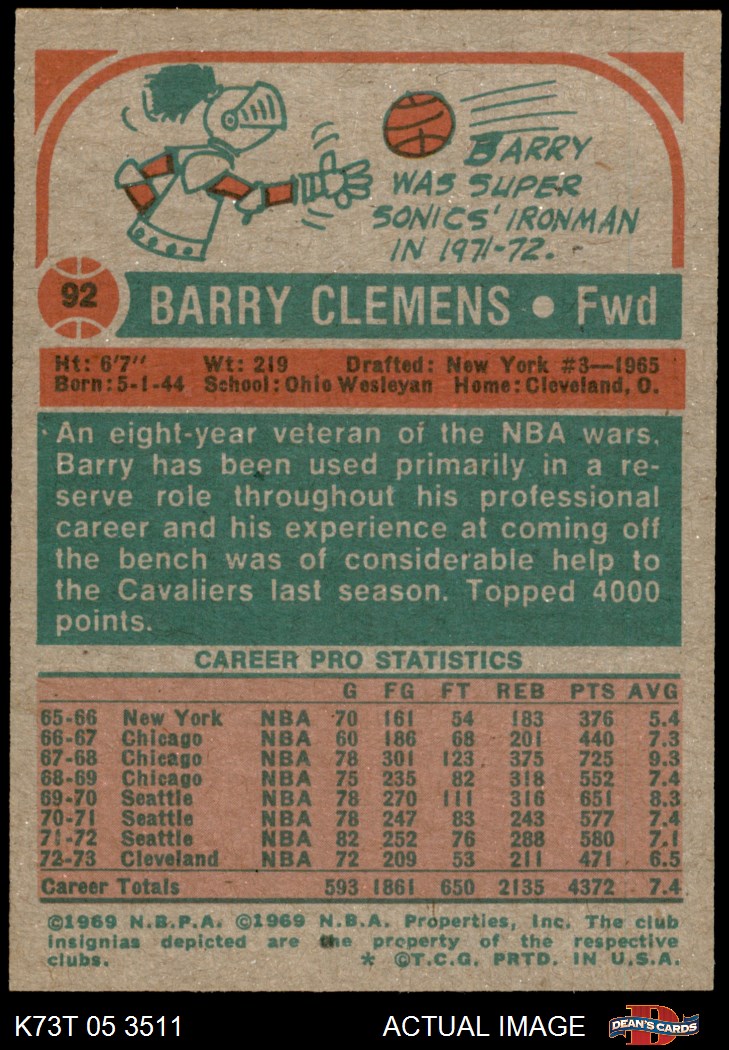 BARRY
WAS SUPER
SONICS' IRONMAN
IN 1971-72.
92
BARRY CLEMENS • Fwd
Ht: 6'7" Wt: 219 Drafted: New York #3—1965
Born: 5-1-44 School: Ohio Wesleyan Home: Cleveland, O.
An eight-year veteran of the NBA wars,
Barry has been used primarily in a re-
serve role throughout his professional
career and his experience at coming off
the bench was of considerable help to
the Cavaliers last season. Topped 4000
points.
CAREER PRO STATISTICS
G FG FT REB PTS AVG
65-66 New York NBA 70 161 54 183 376 5.4
66-67 Chicago NBA 60 186 68 201 440 7.3
67-68 Chicago NBA 78 301 123 375 725 9.3
68-69 Chicago NBA 75 235 82 318 552 7.4
69-70 Seattle NBA 78 270 111 316 651 8.3
70-71 Seattle NBA 78 247 83 243 577 7.4
71-72 Seattle NBA 82 252 76 288 580 7.1
72-73 Cleveland NBA 72 209 53 211 471 6.5
Career Totals 593 1861 650 2135 4372 7.4
©1969 N.B.P.A. ©1969 N.B.A. Properties, Inc. The club
insignias depicted are the property of the respective
clubs. * ©T.C.G. PRTD. IN U.S.A.
K73T 05 3511 ACTUAL IMAGE DEAN'S CARDS